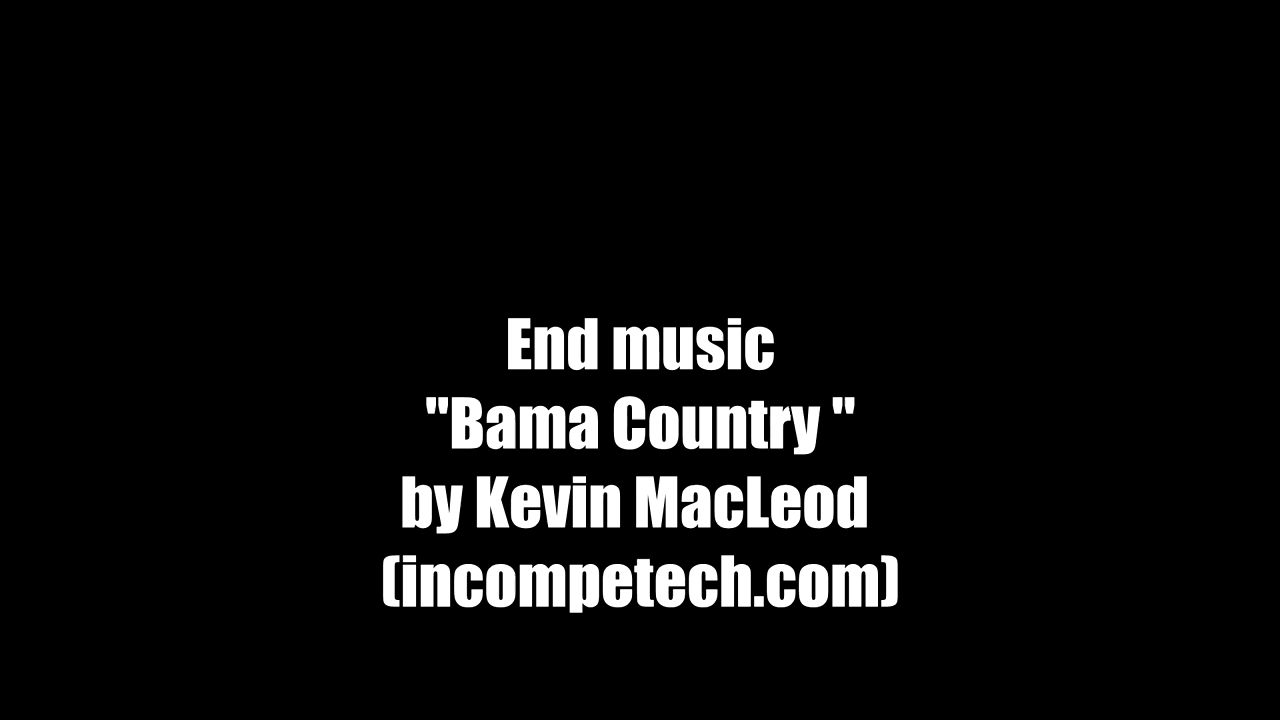 End music
"Bama Country "
by Kevin MacLeod
(incompetech.com)